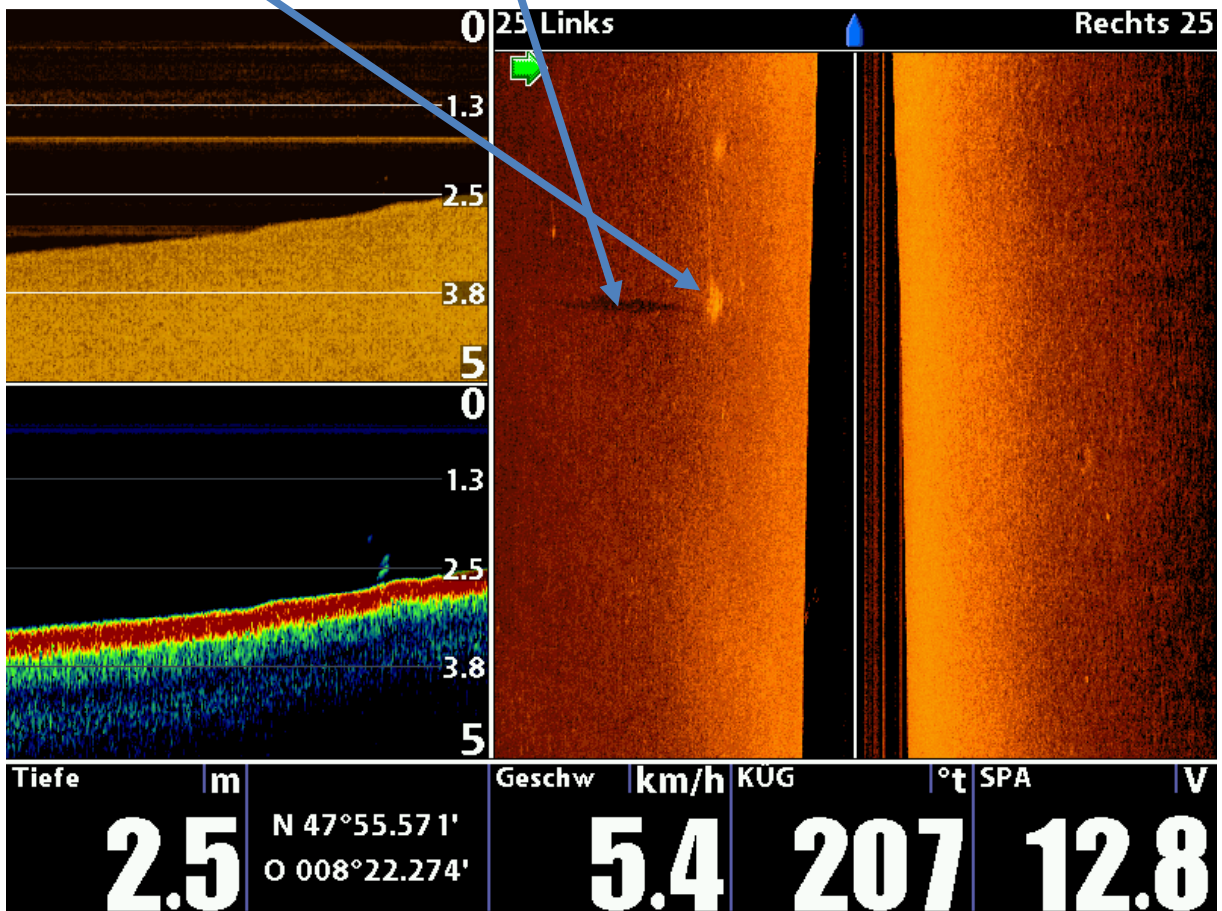 0
1.3
2.5
3.8
5
0
1.3
2.5
3.8
5
25 Links
Rechts 25
Tiefe m
2.5
N 47°55.571'
O 008°22.274'
Geschw km/h
5.4
KÜG °t
207
SPA V
12.8